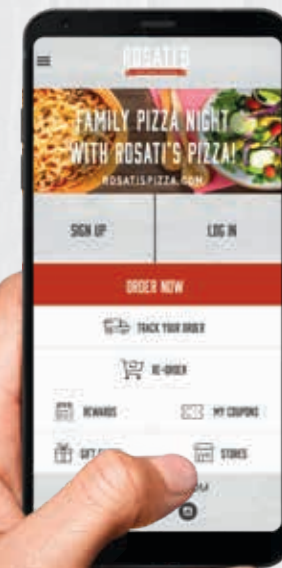 ROSATI'S
FAMILY PIZZA NIGHT
WITH ROSATI'S PIZZA!
ROSATISPIZZA.COM
SIGN UP
LOG IN
ORDER NOW
TRACK YOUR ORDER
RE-ORDER
REWARDS
MY COUPONS
GIFT
STORES